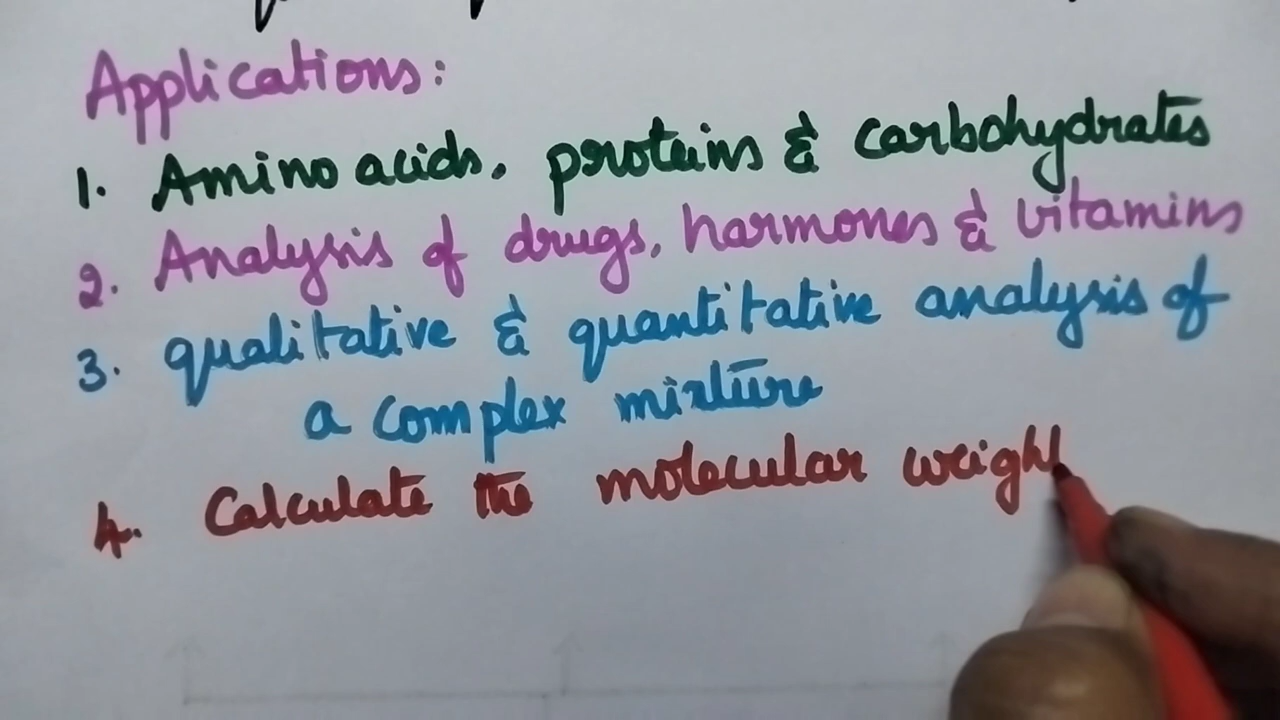 Applications:
1. Amino acids, proteins & carbohydrates
2. Analysis of drugs, harmones & vitamins
3. qualitative & quantitative analysis of
a complex mixture
4. Calculate the molecular weigh